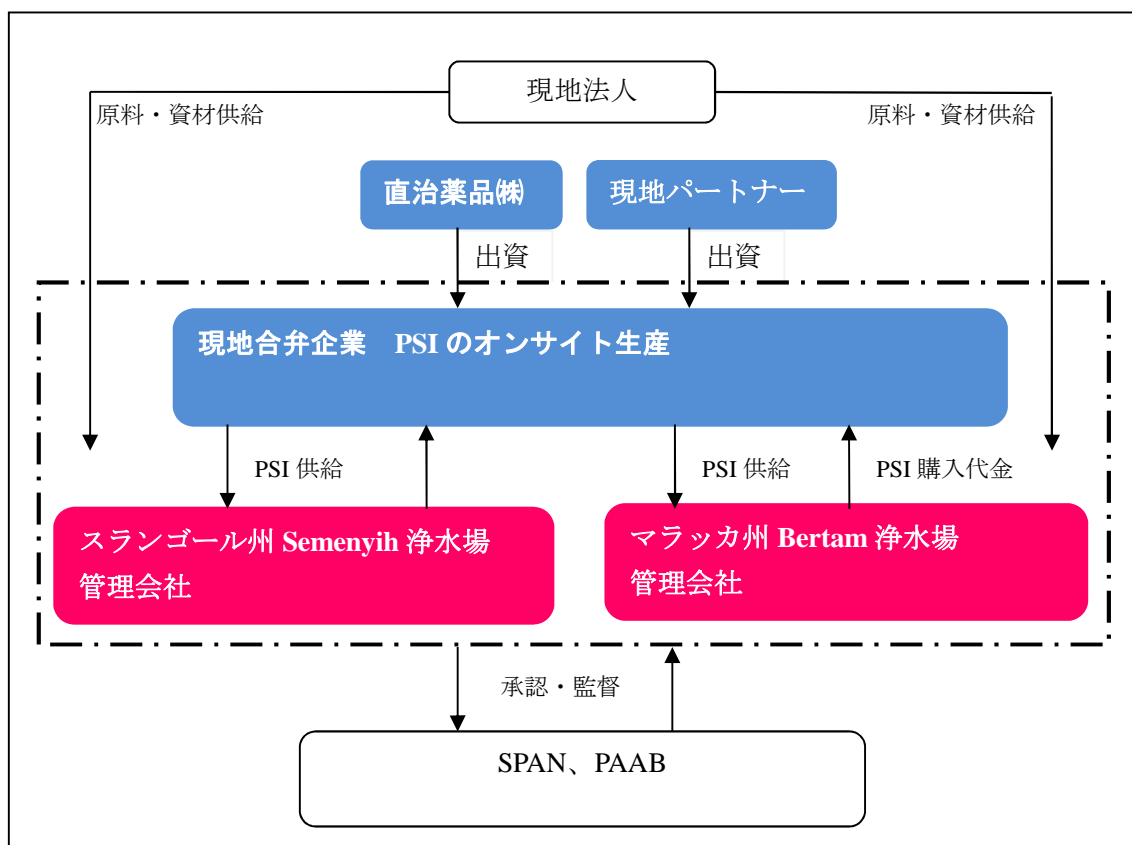 現地法人
原料・資材供給
原料・資材供給
直治薬品㈱
現地パートナー
出資
出資
現地合弁企業　PSI のオンサイト生産
PSI 供給
PSI 供給
PSI 購入代金
スランゴール州 Semenyih 浄水場
管理会社
マラッカ州 Bertam 浄水場
管理会社
承認・監督
SPAN、PAAB